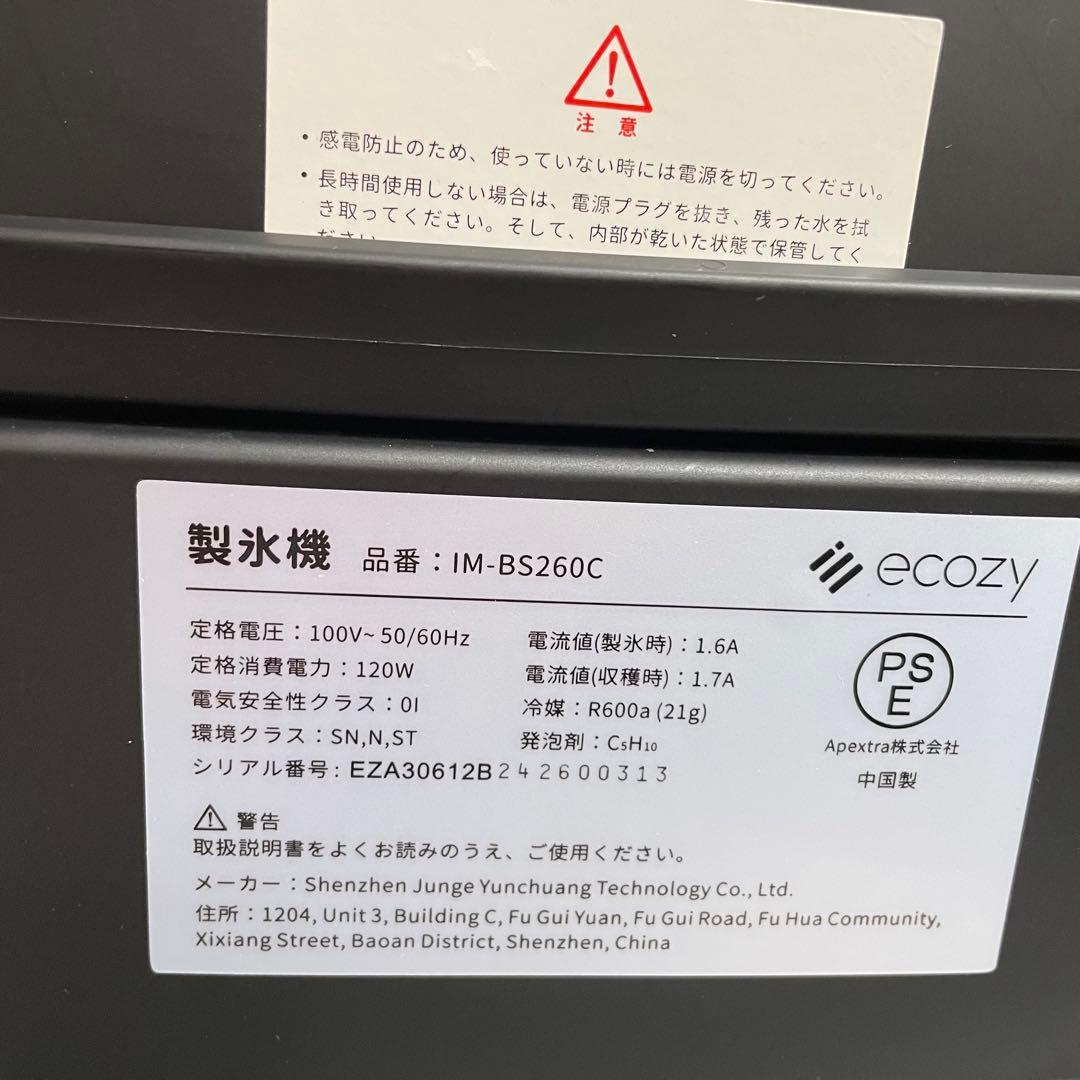 注 意
・感電防止のため、使っていない時には電源を切ってください。
・長時間使用しない場合は、電源プラグを抜き、残った水を拭
き取ってください。そして、内部が乾いた状態で保管してく
ださい
製氷機 品番：IM-BS260C
ecozy
定格電圧：100V~ 50/60Hz 電流値(製氷時)：1.6A
定格消費電力：120W 電流値(収穫時)：1.7A
電気安全性クラス：0I 冷媒：R600a (21g)
環境クラス：SN,N,ST 発泡剤：C₅H₁₀
シリアル番号: EZA30612B242600313
PS
E
Apextra株式会社
中国製
警告
取扱説明書をよくお読みのうえ、ご使用ください。
メーカー：Shenzhen Junge Yunchuang Technology Co., Ltd.
住所：1204, Unit 3, Building C, Fu Gui Yuan, Fu Gui Road, Fu Hua Community,
Xixiang Street, Baoan District, Shenzhen, China